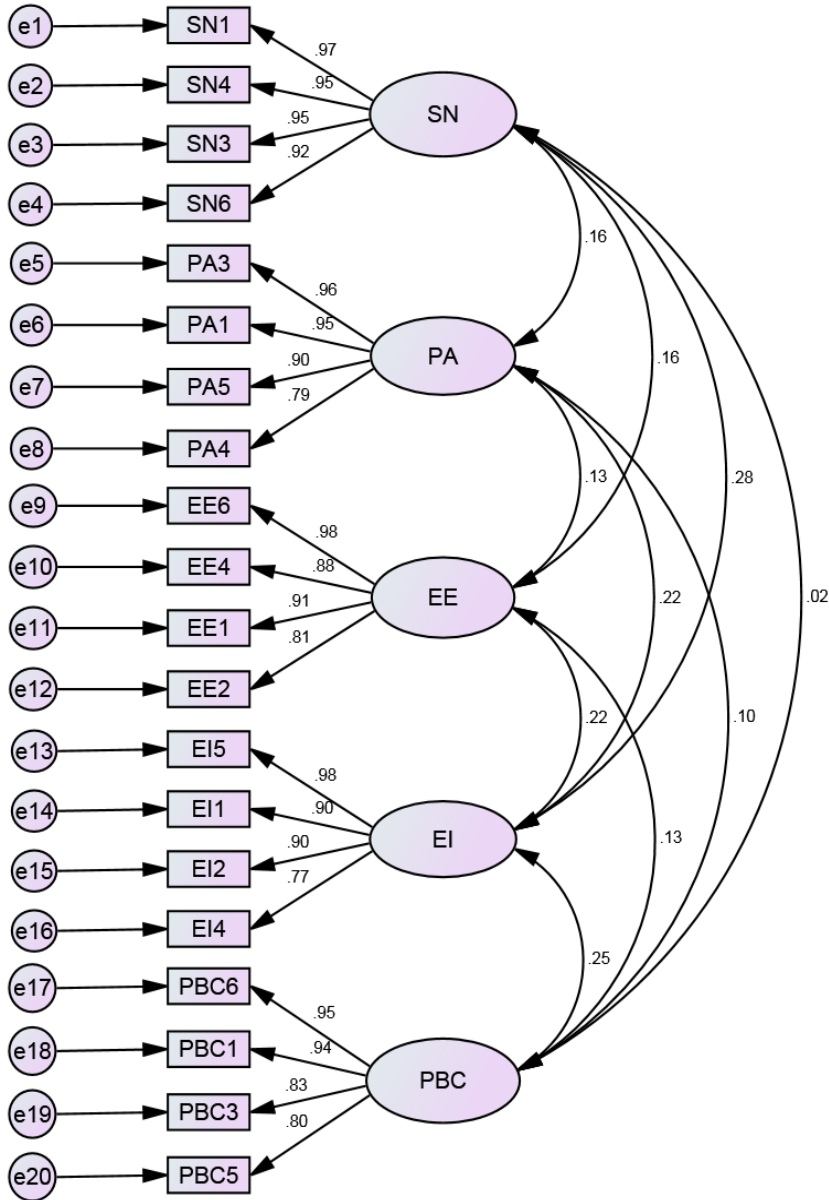 e1 SN1
.97
e2 SN4 .95
SN
.95
e3 SN3
.92
e4 SN6
.16
e5 PA3
.96
e6 PA1 .95
PA .16
.90
e7 PA5
.79
e8 PA4
.13 .28
e9 EE6
.98
e10 EE4 .88
EE .22 .02
.91
e11 EE1
.81
e12 EE2
.22 .10
e13 EI5
.98
e14 EI1 .90
EI .13
.90
e15 EI2
.77
e16 EI4
.25
e17 PBC6
.95
e18 PBC1 .94
PBC
.83
e19 PBC3
.80
e20 PBC5